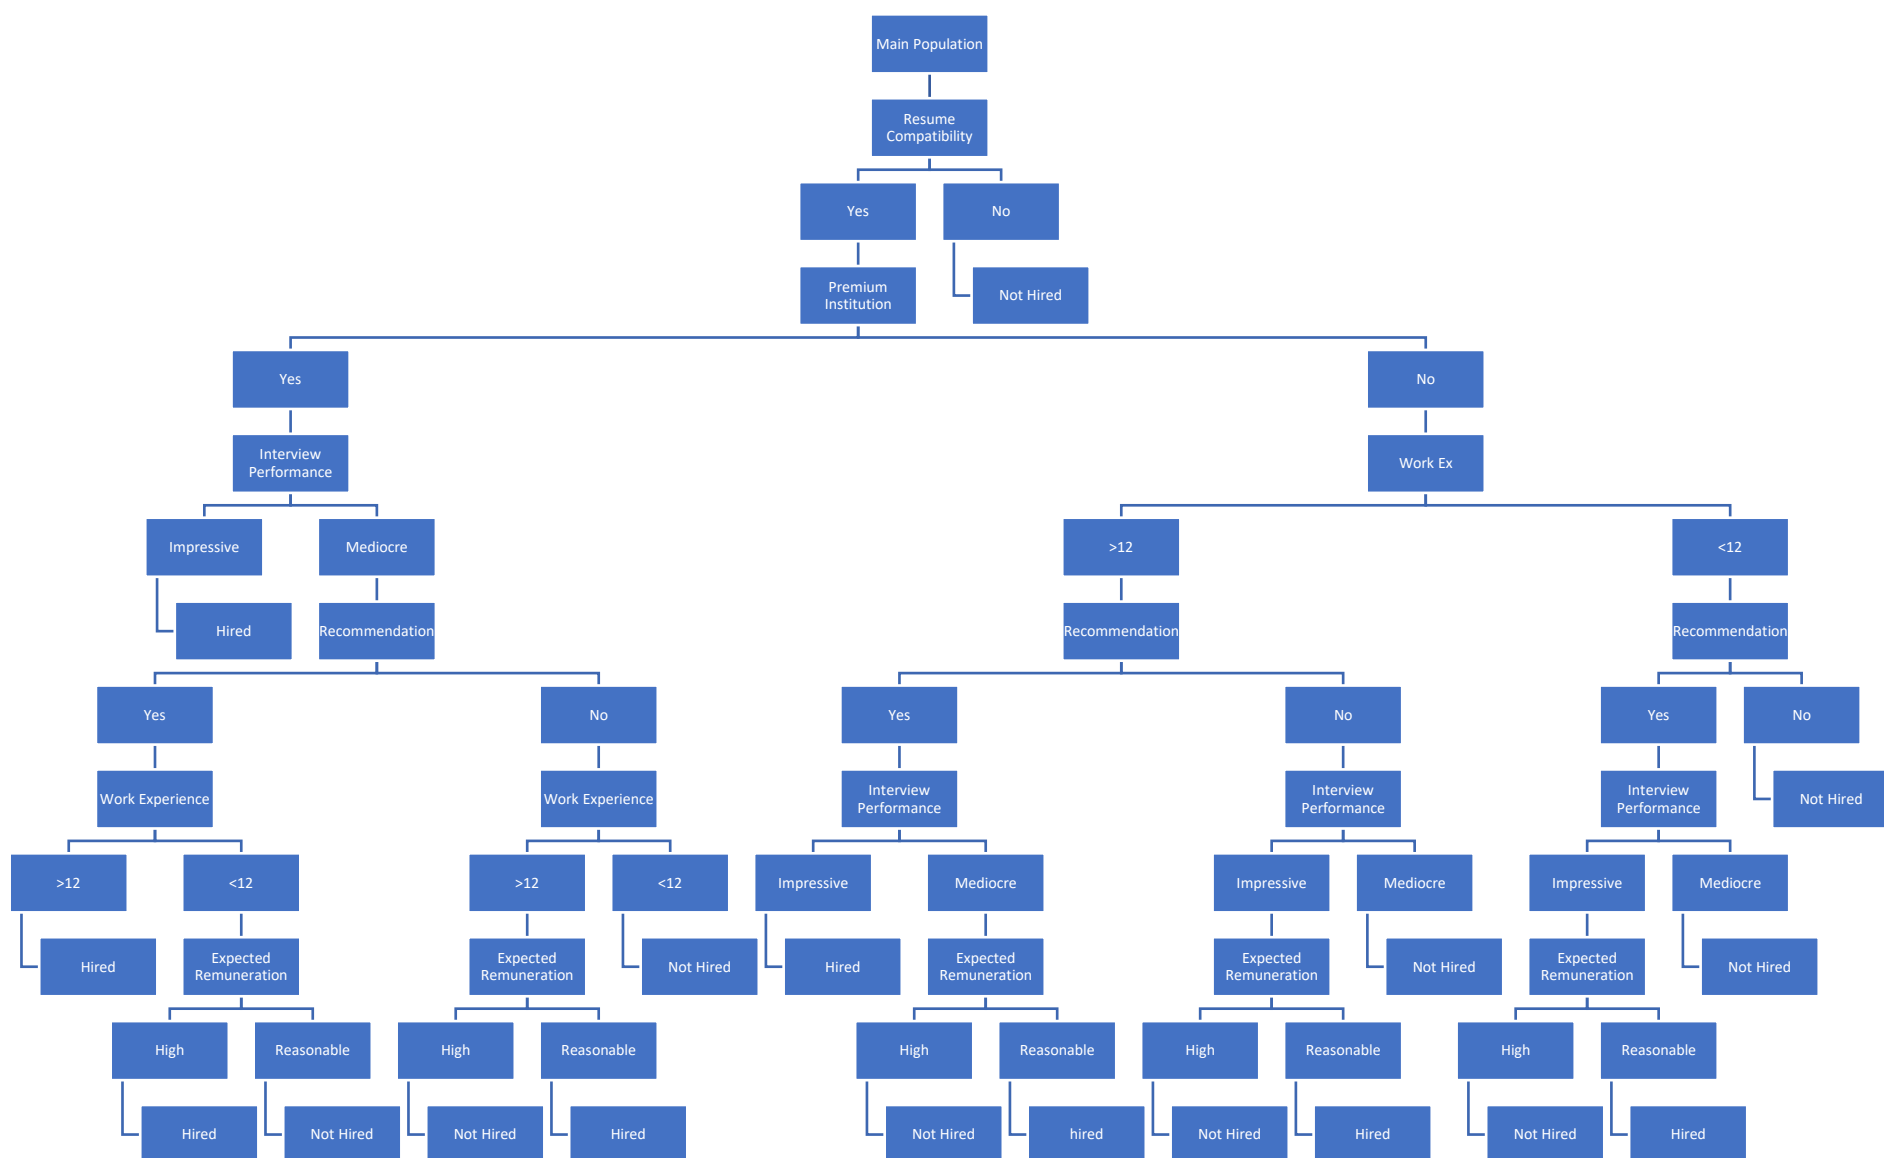 Main Population
Resume
Compatibility
Yes
No
Premium
Institution
Not Hired
Yes
No
Interview
Performance
Work Ex
Impressive
Mediocre
>12
<12
Hired
Recommendation
Recommendation
Recommendation
Yes
No
Yes
No
Yes
No
Work Experience
Work Experience
Interview
Performance
Interview
Performance
Interview
Performance
Not Hired
>12
<12
>12
<12
Impressive
Mediocre
Impressive
Mediocre
Impressive
Mediocre
Hired
Expected
Remuneration
Expected
Remuneration
Not Hired
Hired
Expected
Remuneration
Expected
Remuneration
Not Hired
Expected
Remuneration
Not Hired
High
Reasonable
High
Reasonable
High
Reasonable
High
Reasonable
High
Reasonable
Hired
Not Hired
Not Hired
Hired
Not Hired
hired
Not Hired
Hired
Not Hired
Hired